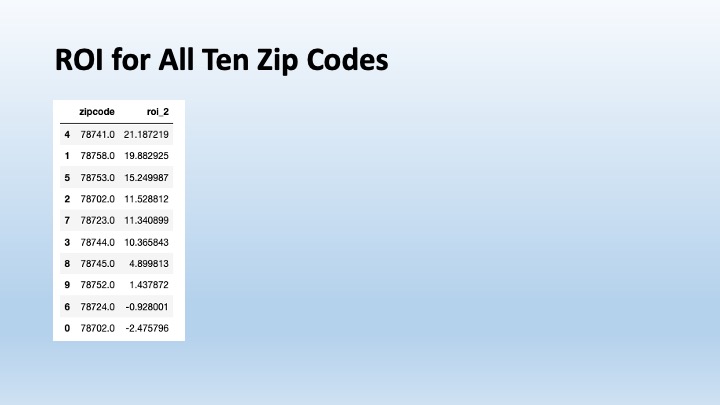 ROI for All Ten Zip Codes
zipcode roi_2
4 78741.0 21.187219
1 78758.0 19.882925
5 78753.0 15.249987
2 78702.0 11.528812
7 78723.0 11.340899
3 78744.0 10.365843
8 78745.0 4.899813
9 78752.0 1.437872
6 78724.0 -0.928001
0 78702.0 -2.475796